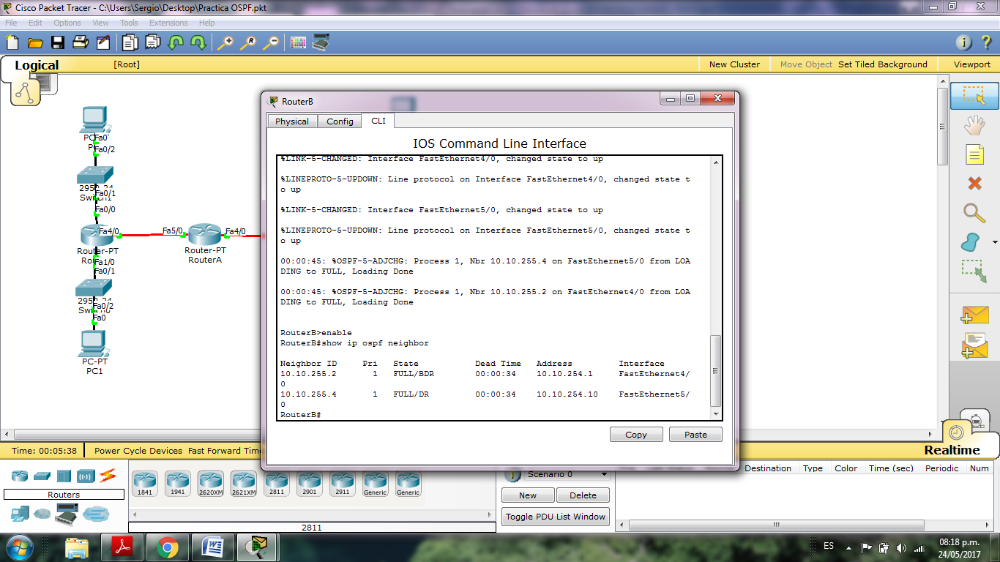 Cisco Packet Tracer - C:\Users\Sergio\Desktop\Practica OSPF.pkt
File Edit Options View Tools Extensions Help
Logical [Root] New Cluster Move Object Set Tiled Background Viewport
RouterB
Physical Config CLI
IOS Command Line Interface
%LINK-5-CHANGED: Interface FastEthernet4/0, changed state to up
%LINEPROTO-5-UPDOWN: Line protocol on Interface FastEthernet4/0, changed state t
o up
%LINK-5-CHANGED: Interface FastEthernet5/0, changed state to up
%LINEPROTO-5-UPDOWN: Line protocol on Interface FastEthernet5/0, changed state t
o up
00:00:45: %OSPF-5-ADJCHG: Process 1, Nbr 10.10.255.4 on FastEthernet5/0 from LOA
DING to FULL, Loading Done
00:00:45: %OSPF-5-ADJCHG: Process 1, Nbr 10.10.255.2 on FastEthernet4/0 from LOA
DING to FULL, Loading Done
RouterB>enable
RouterB#show ip ospf neighbor
Neighbor ID Pri State Dead Time Address Interface
10.10.255.2 1 FULL/BDR 00:00:34 10.10.254.1 FastEthernet4/
0
10.10.255.4 1 FULL/DR 00:00:34 10.10.254.10 FastEthernet5/
0
RouterB#
Copy Paste
Fa0
Fa0/2
Fa0/1
Fa0/0
Fa4/0 Fa5/0 Fa4/0
Router-PT Router-PT
RouterA
Fa1/0
Fa0/1
Fa0/2
Fa0
PC-PT
PC1
Time: 00:05:38 Power Cycle Devices Fast Forward Time Realtime
Routers
1841 1941 2620XM 2621XM 2811 2901 2911 Generic Generic
2811
Scenario 0
New Delete
Toggle PDU List Window
Destination Type Color Time (sec) Periodic Num
ES 08:18 p.m.
24/05/2017